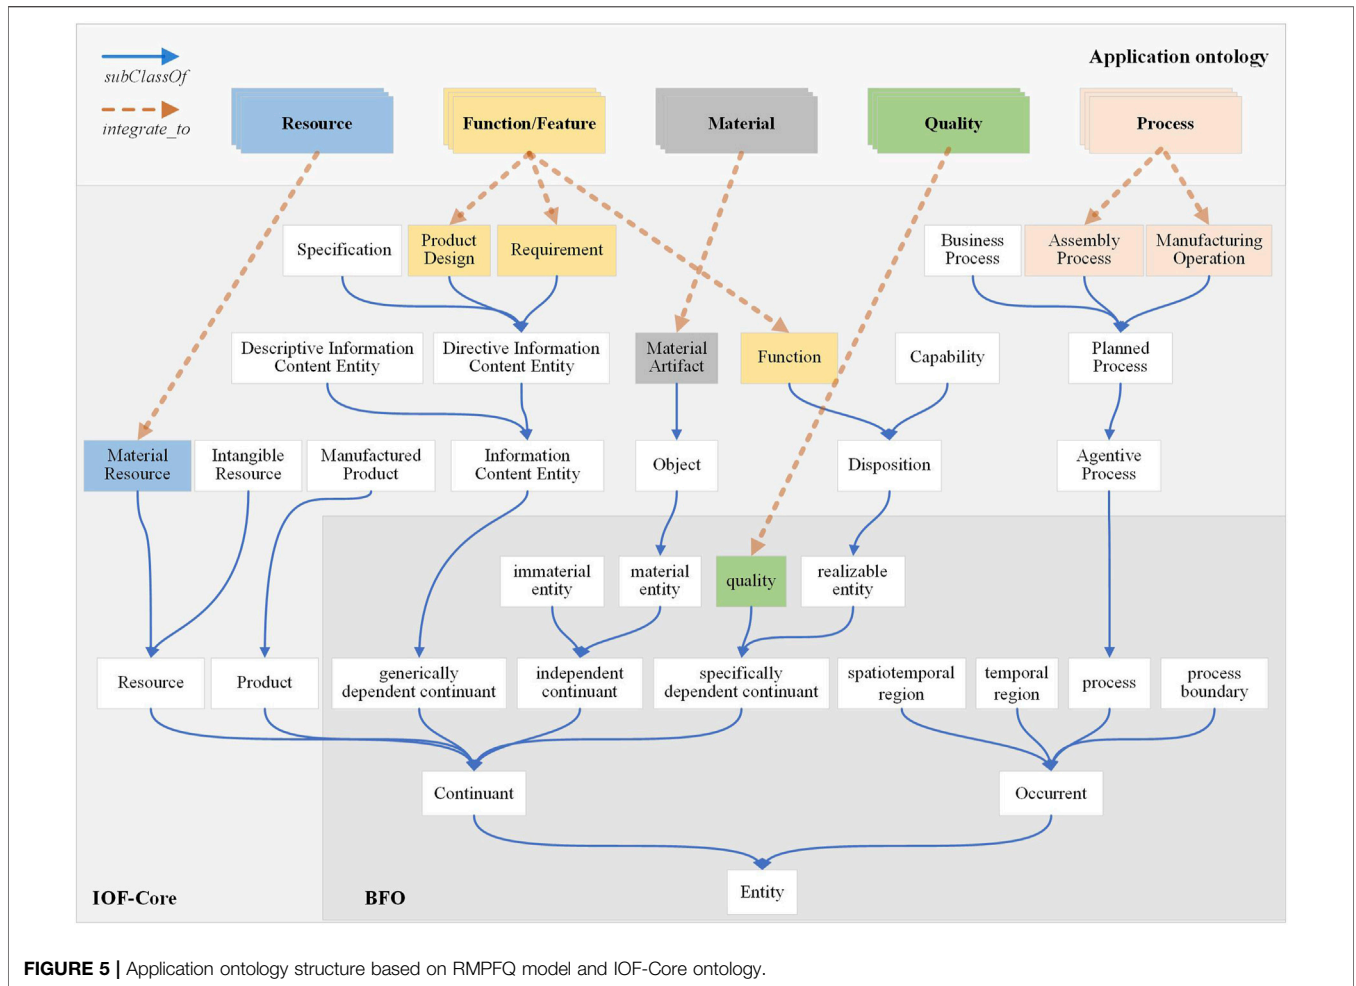 subClassOf
integrate_to
Application ontology
Resource
Function/Feature
Material
Quality
Process
Specification
Product
Design
Requirement
Business
Process
Assembly
Process
Manufacturing
Operation
Descriptive Information
Content Entity
Directive Information
Content Entity
Material
Artifact
Function
Capability
Planned
Process
Material
Resource
Intangible
Resource
Manufactured
Product
Information
Content Entity
Object
Disposition
Agentive
Process
immaterial
entity
material
entity
quality
realizable
entity
Resource
Product
generically
dependent continuant
independent
continuant
specifically
dependent continuant
spatiotemporal
region
temporal
region
process
process
boundary
Continuant
Occurrent
Entity
IOF-Core
BFO
FIGURE 5 | Application ontology structure based on RMPFQ model and IOF-Core ontology.